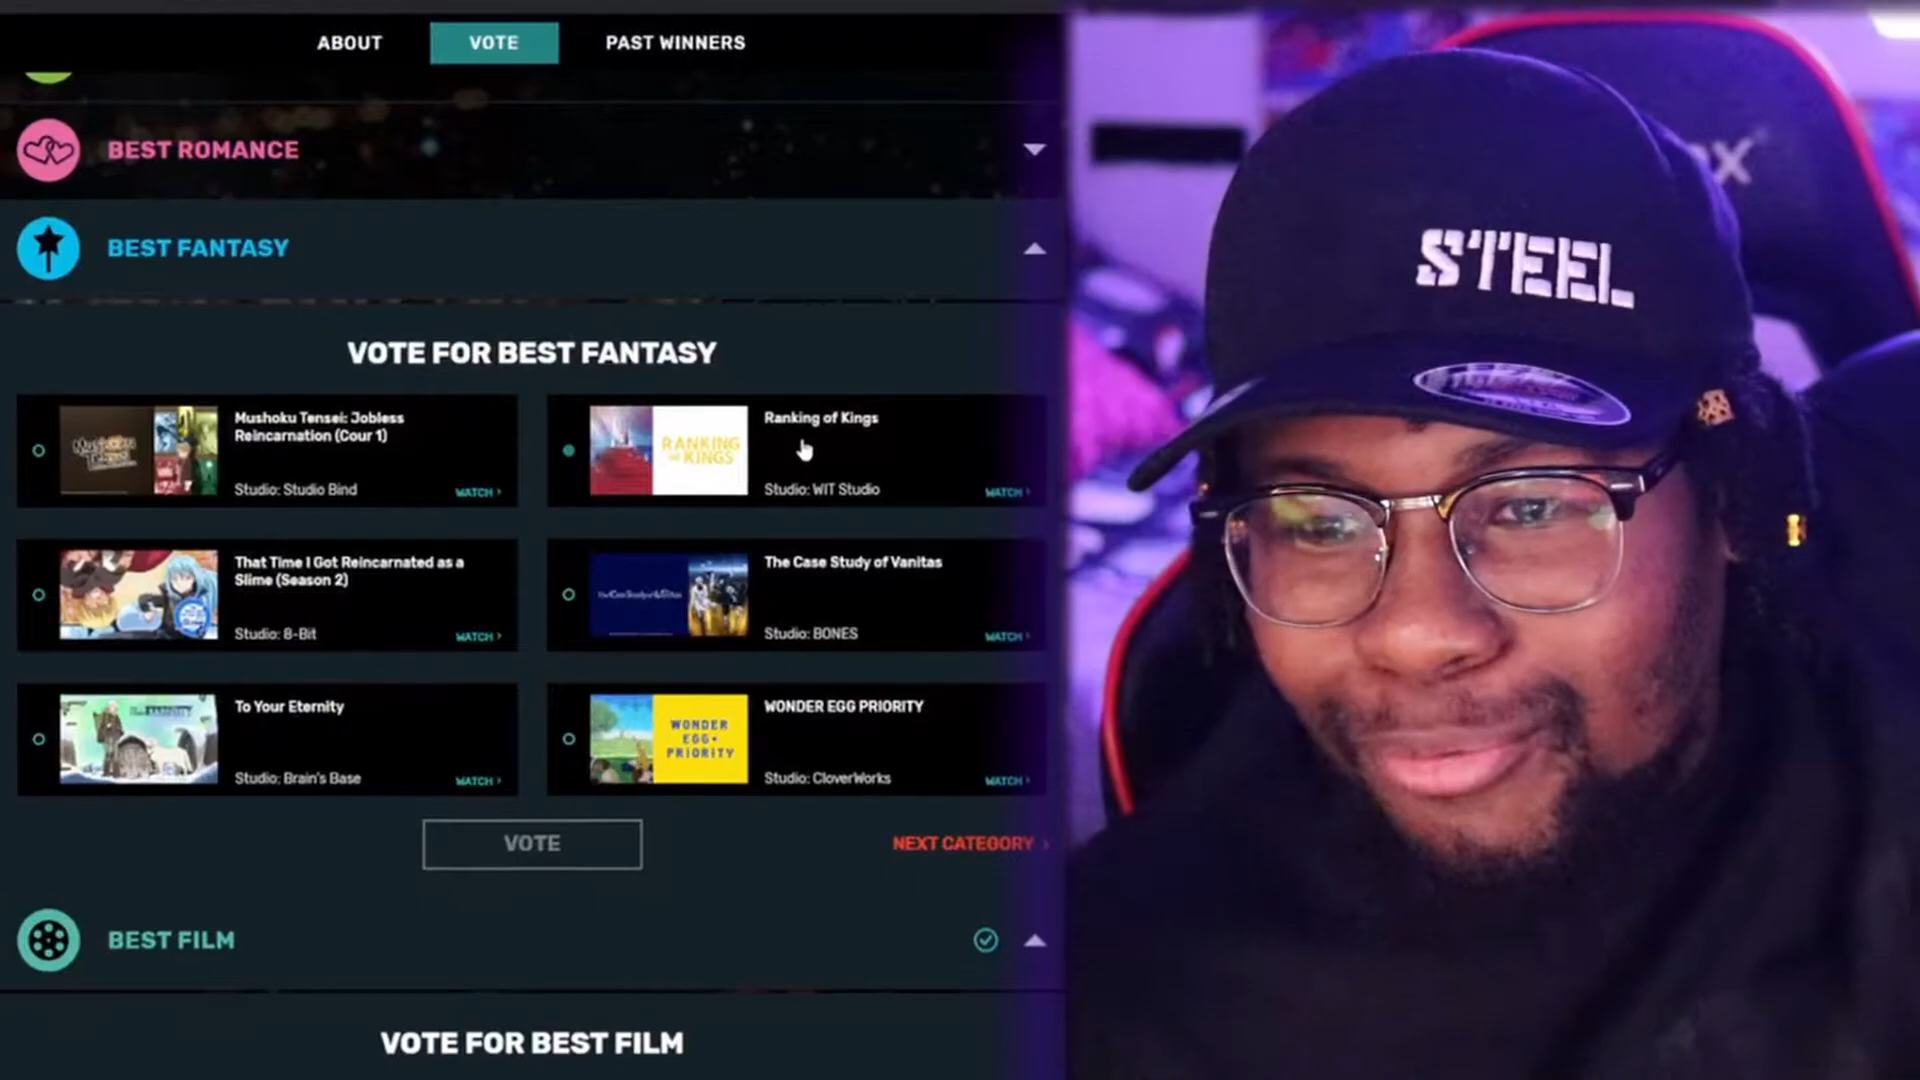 ABOUT
VOTE
PAST WINNERS
BEST ROMANCE
BEST FANTASY
VOTE FOR BEST FANTASY
Mushoku Tensei: Jobless
Reincarnation (Cour 1)
Studio: Studio Bind
WATCH
RANKING
OF KINGS
Ranking of Kings
Studio: WIT Studio
WATCH
That Time I Got Reincarnated as a
Slime (Season 2)
Studio: 8-Bit
WATCH
The Case Study of Vanitas
Studio: BONES
WATCH
To Your Eternity
Studio: Brain's Base
WATCH
WONDER
EGG
PRIORITY
WONDER EGG PRIORITY
Studio: CloverWorks
WATCH
VOTE
NEXT CATEGORY
BEST FILM
VOTE FOR BEST FILM
STEEL
X